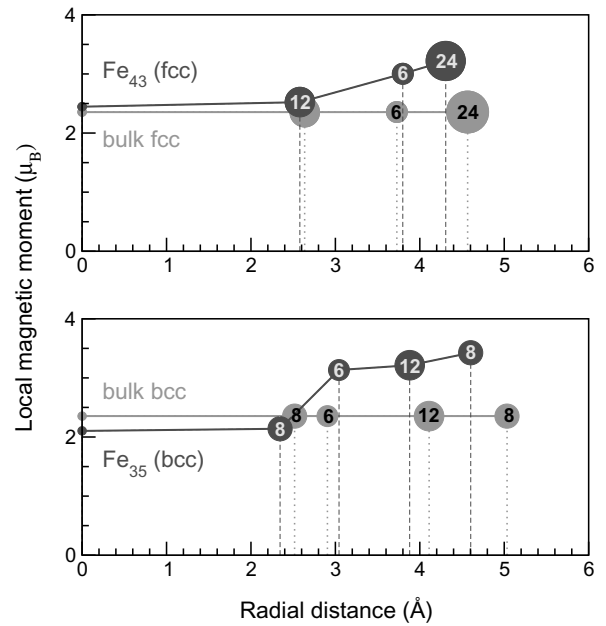 4
Fe43 (fcc)
24
6
12
6
24
2
bulk fcc
0
0 1 2 3 4 5 6
Local magnetic moment (μB)
4
8
6
12
bulk bcc
8 6 12 8
8
2
Fe35 (bcc)
0
0 1 2 3 4 5 6
Radial distance (Å)